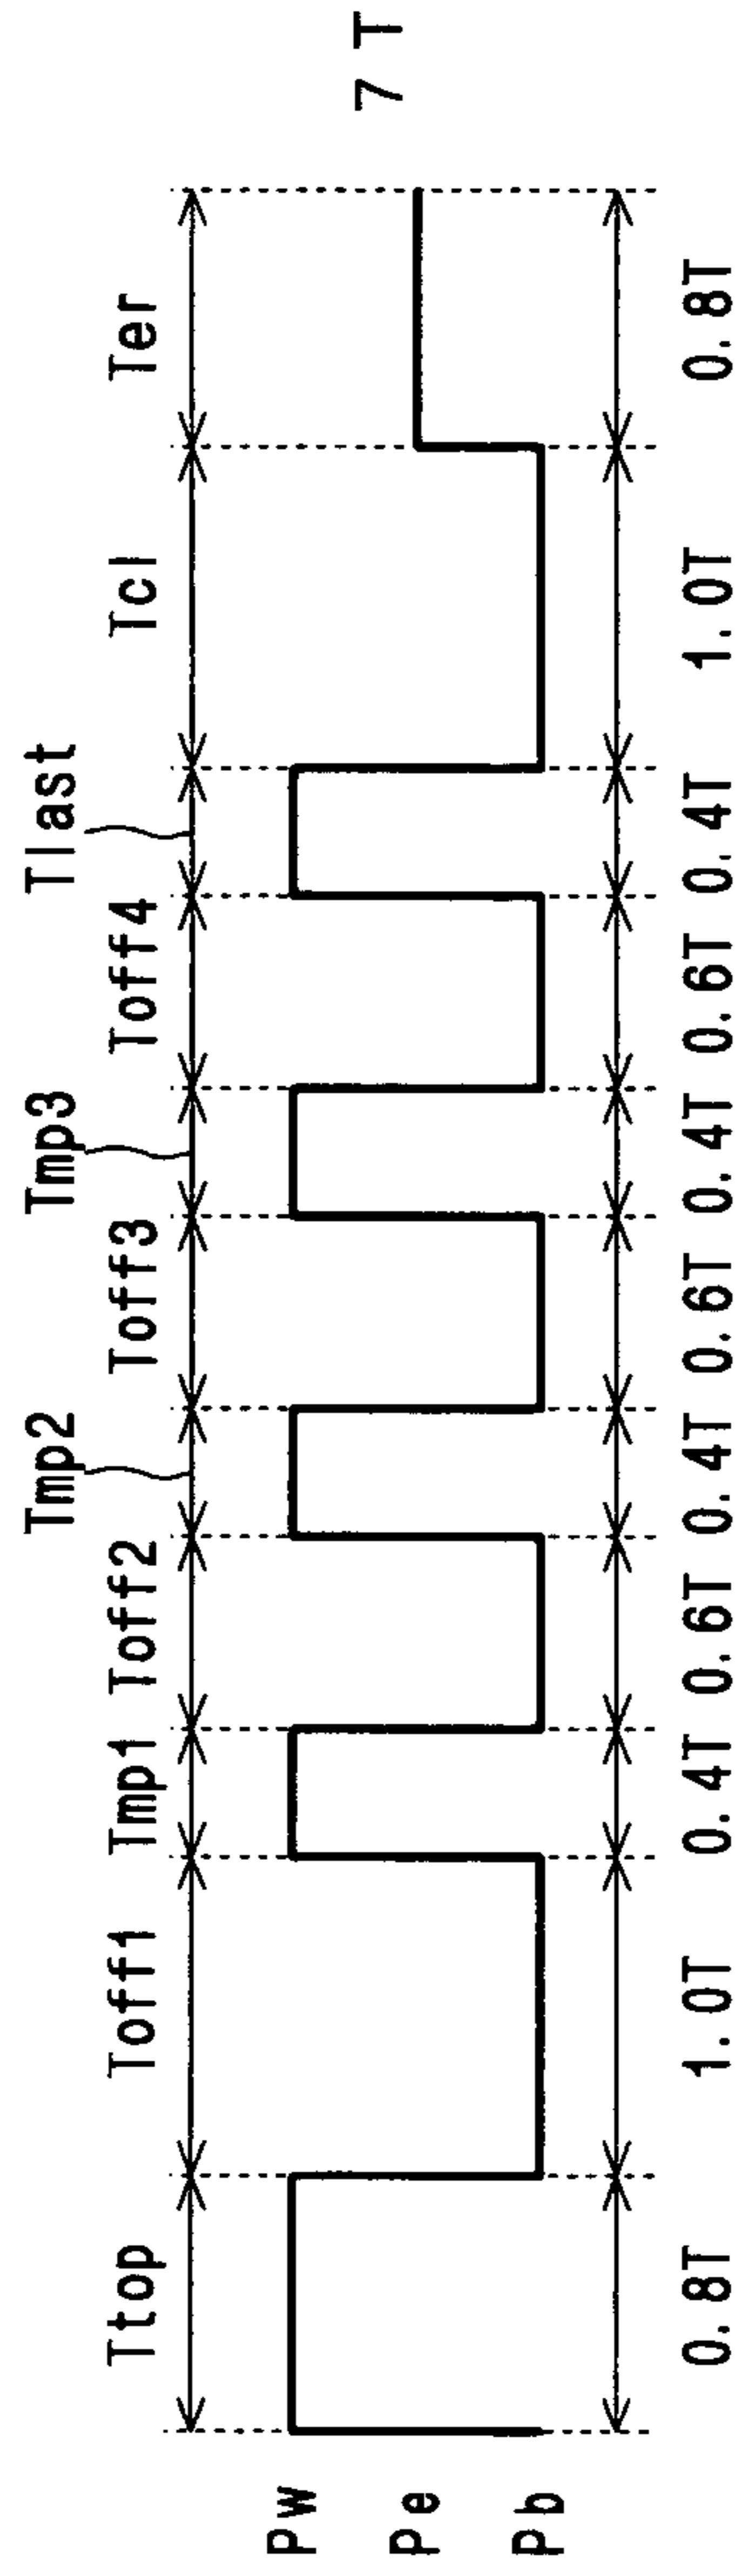 Tlast
Tmp3
Tmp2
Ttop Toff1 Tmp1 Toff2 Toff3 Toff4 Tcl Ter
Pw
Pe
Pb
7T
0.8T 1.0T 0.4T 0.6T 0.4T 0.6T 0.4T 0.6T 0.4T 1.0T 0.8T